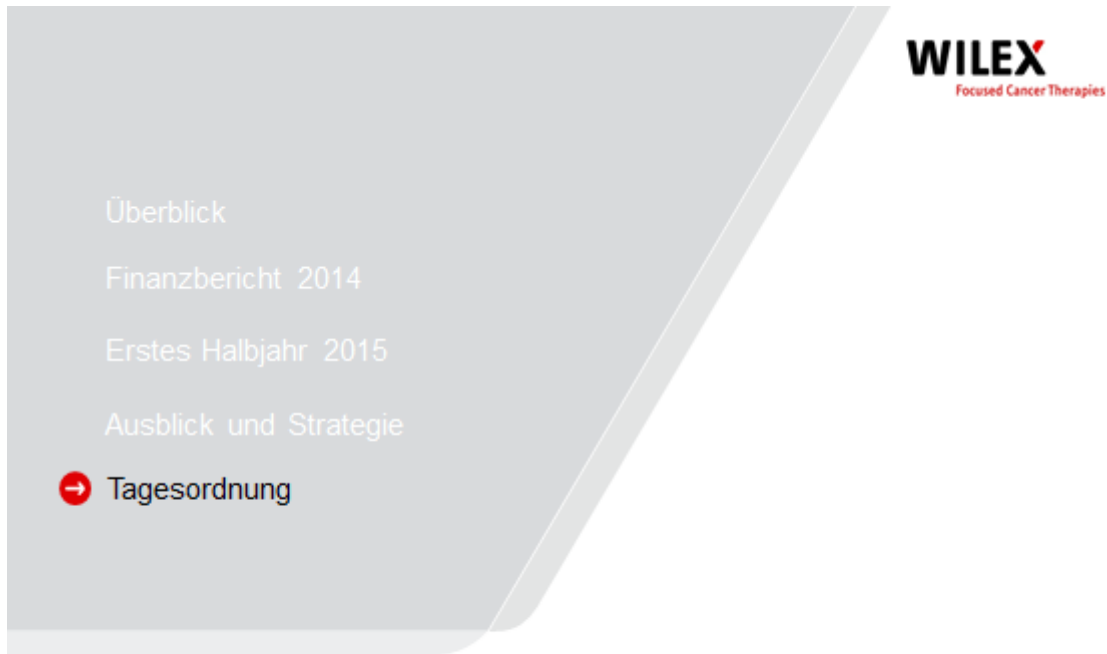 WILEX
Focused Cancer Therapies
Überblick
Finanzbericht 2014
Erstes Halbjahr 2015
Ausblick und Strategie
Tagesordnung